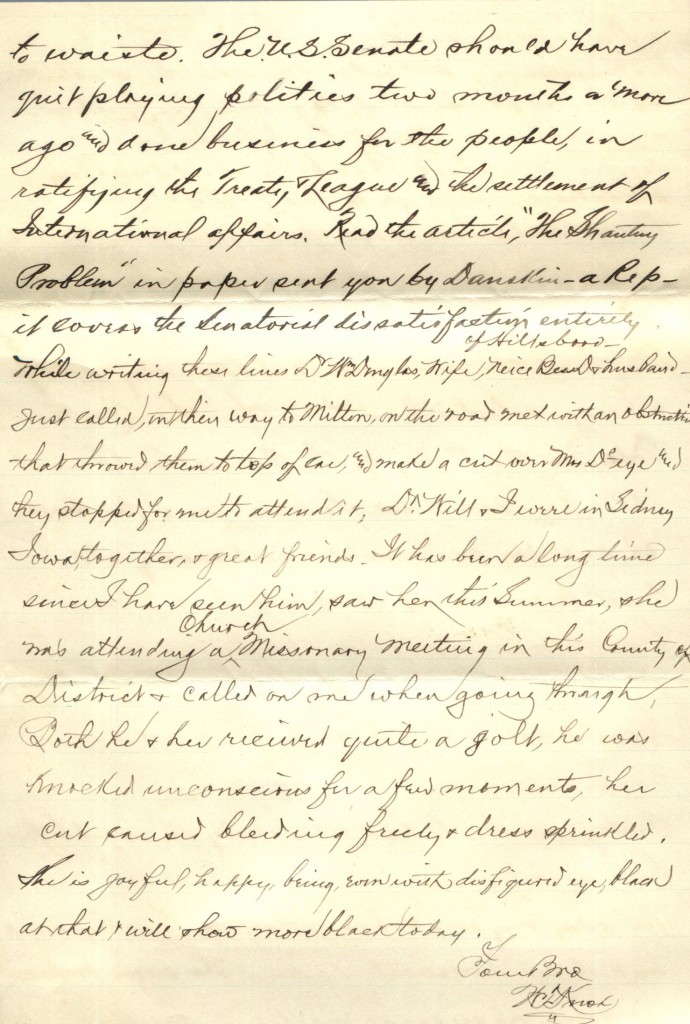 to waiste. The U.S. Senate should have
quit playing politics two months or more
ago and done business for the people, in
ratifying the Treaty, & League and the settlement of
International affairs. Read the article, "The Shantung
Problem" in paper sent you by Danskin - a Rep -
it covers the Senatorial dissatisfaction entirely.
of Hillsboro -
While writing these lines Dr Wm Douglas, Wife, Neice Bess D & husband -
just called, on their way to Milton, on the road met with an obstruction
that throwed them to top of car, and make a cut over Mrs Ds eye and
they stopped for me to attend it, Dr. Will & I were in Sidney
Iowa, together, & great friends. It has been a long time
since I have seen him, saw her this Summer, she
Church
was attending a Missonary Meeting in this County or
District & called on me when going through,
Both he & her received quite a jolt, he was
knocked unconscious for a few moments, her
cut caused bleeding freely & dress sprinkled.
She is joyful, happy, being, even with disfigured eye, black
at that & will show more black today.
Your Bro
Knox